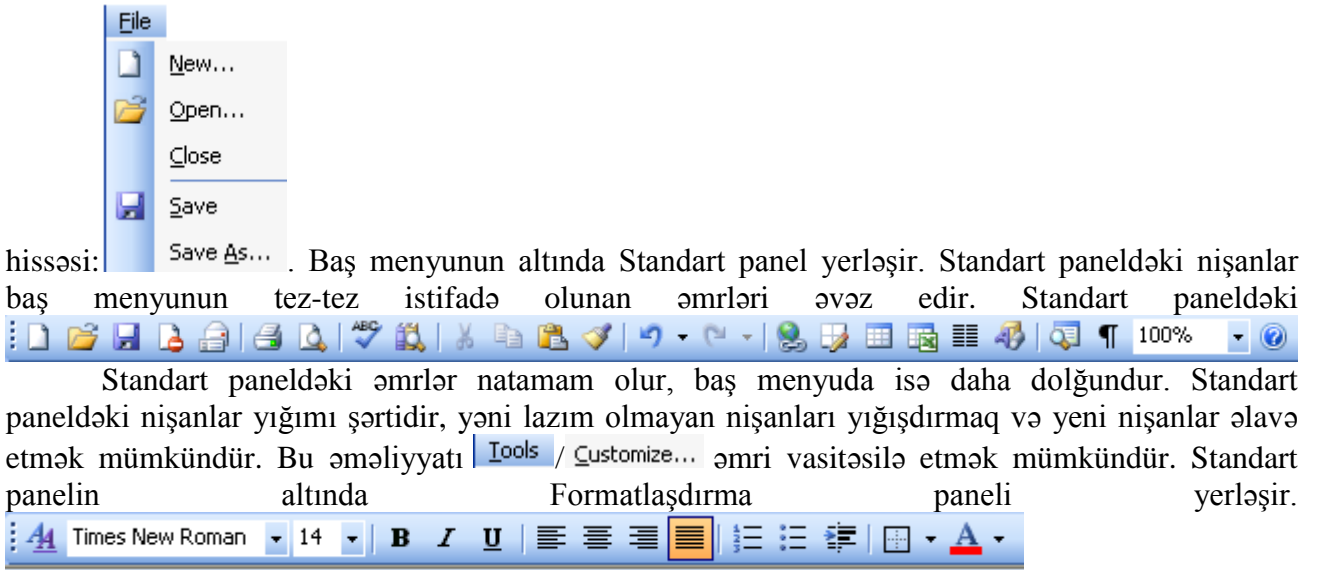 File
New...
Open...
Close
Save
Save As...
hissəsi: . Baş menyunun altında Standart panel yerləşir. Standart paneldəki nişanlar
baş menyunun tez-tez istifadə olunan əmrləri əvəz edir. Standart paneldəki
ABC 100%
Standart paneldəki əmrlər natamam olur, baş menyuda isə daha dolğundur. Standart
paneldəki nişanlar yığımı şərtidir, yəni lazım olmayan nişanları yığışdırmaq və yeni nişanlar əlavə
etmək mümkündür. Bu əməliyyatı Tools / Customize... əmri vasitəsilə etmək mümkündür. Standart
panelin altında Formatlaşdırma paneli yerləşir.
Times New Roman 14 B I U A